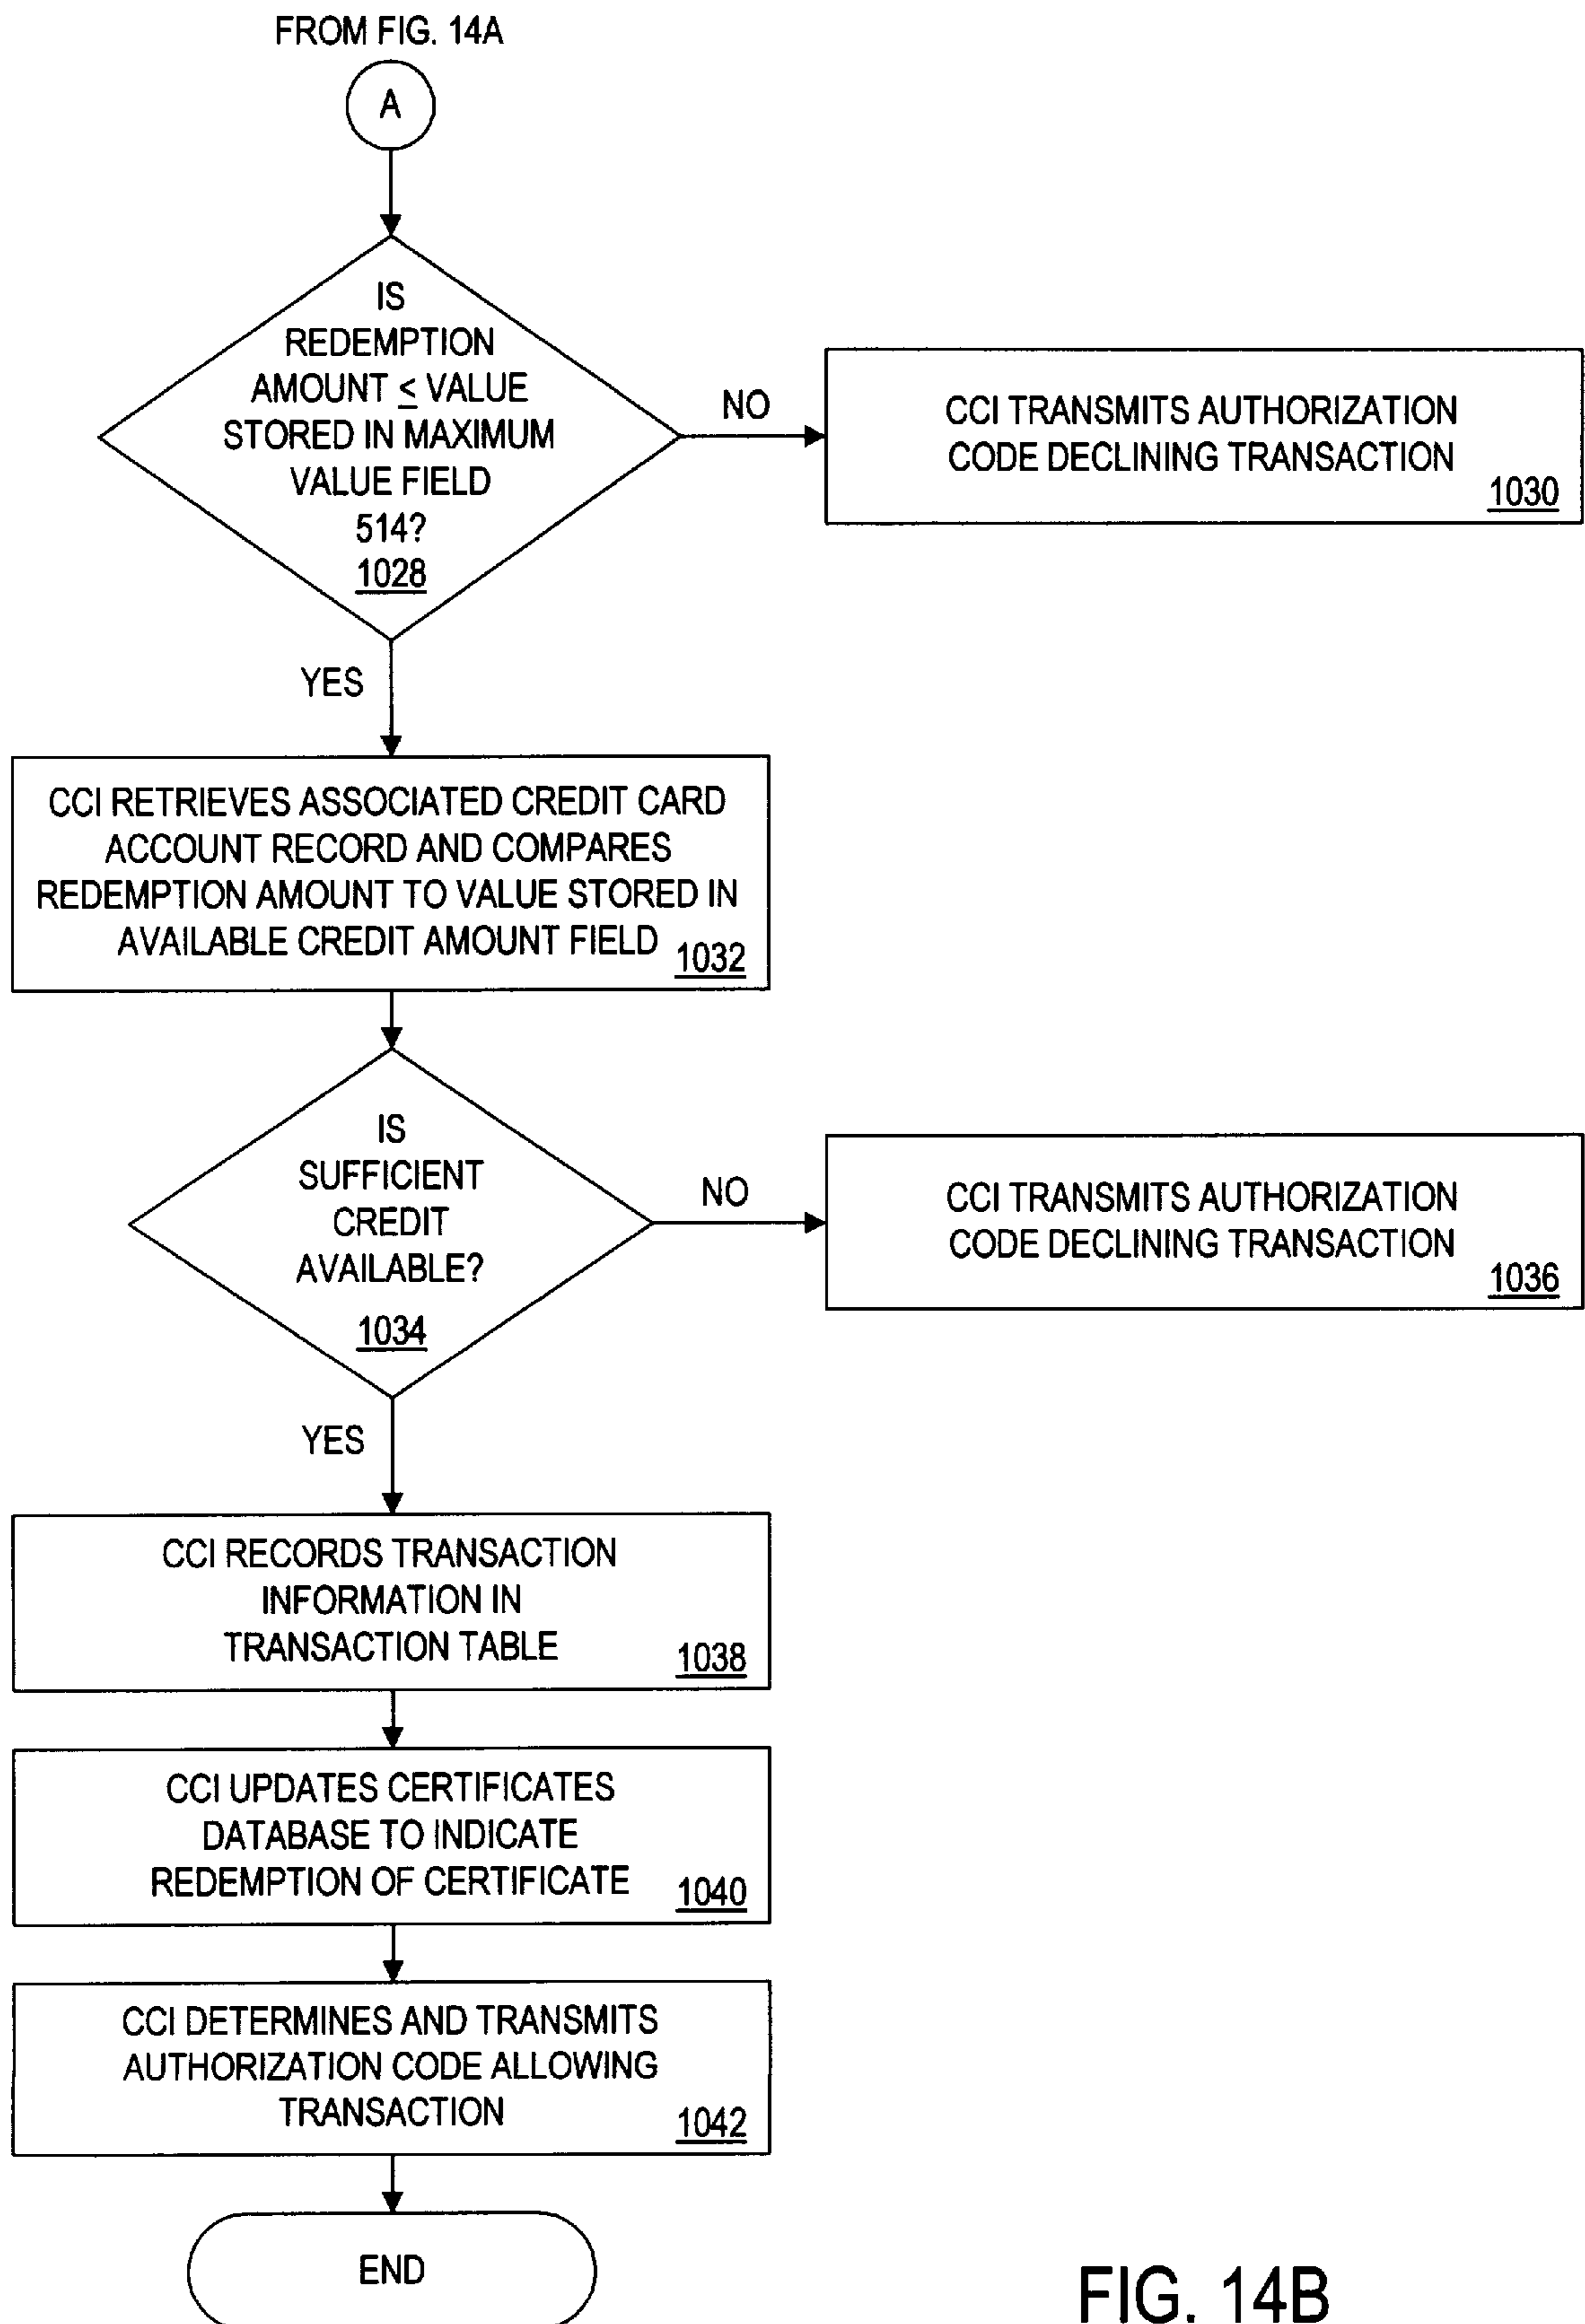 FROM FIG. 14A
A
IS
REDEMPTION
AMOUNT ≤ VALUE
STORED IN MAXIMUM
VALUE FIELD
514?
1028
NO
CCI TRANSMITS AUTHORIZATION
CODE DECLINING TRANSACTION
1030
YES
CCI RETRIEVES ASSOCIATED CREDIT CARD
ACCOUNT RECORD AND COMPARES
REDEMPTION AMOUNT TO VALUE STORED IN
AVAILABLE CREDIT AMOUNT FIELD 1032
IS
SUFFICIENT
CREDIT
AVAILABLE?
1034
NO
CCI TRANSMITS AUTHORIZATION
CODE DECLINING TRANSACTION
1036
YES
CCI RECORDS TRANSACTION
INFORMATION IN
TRANSACTION TABLE 1038
CCI UPDATES CERTIFICATES
DATABASE TO INDICATE
REDEMPTION OF CERTIFICATE 1040
CCI DETERMINES AND TRANSMITS
AUTHORIZATION CODE ALLOWING
TRANSACTION 1042
END
FIG. 14B